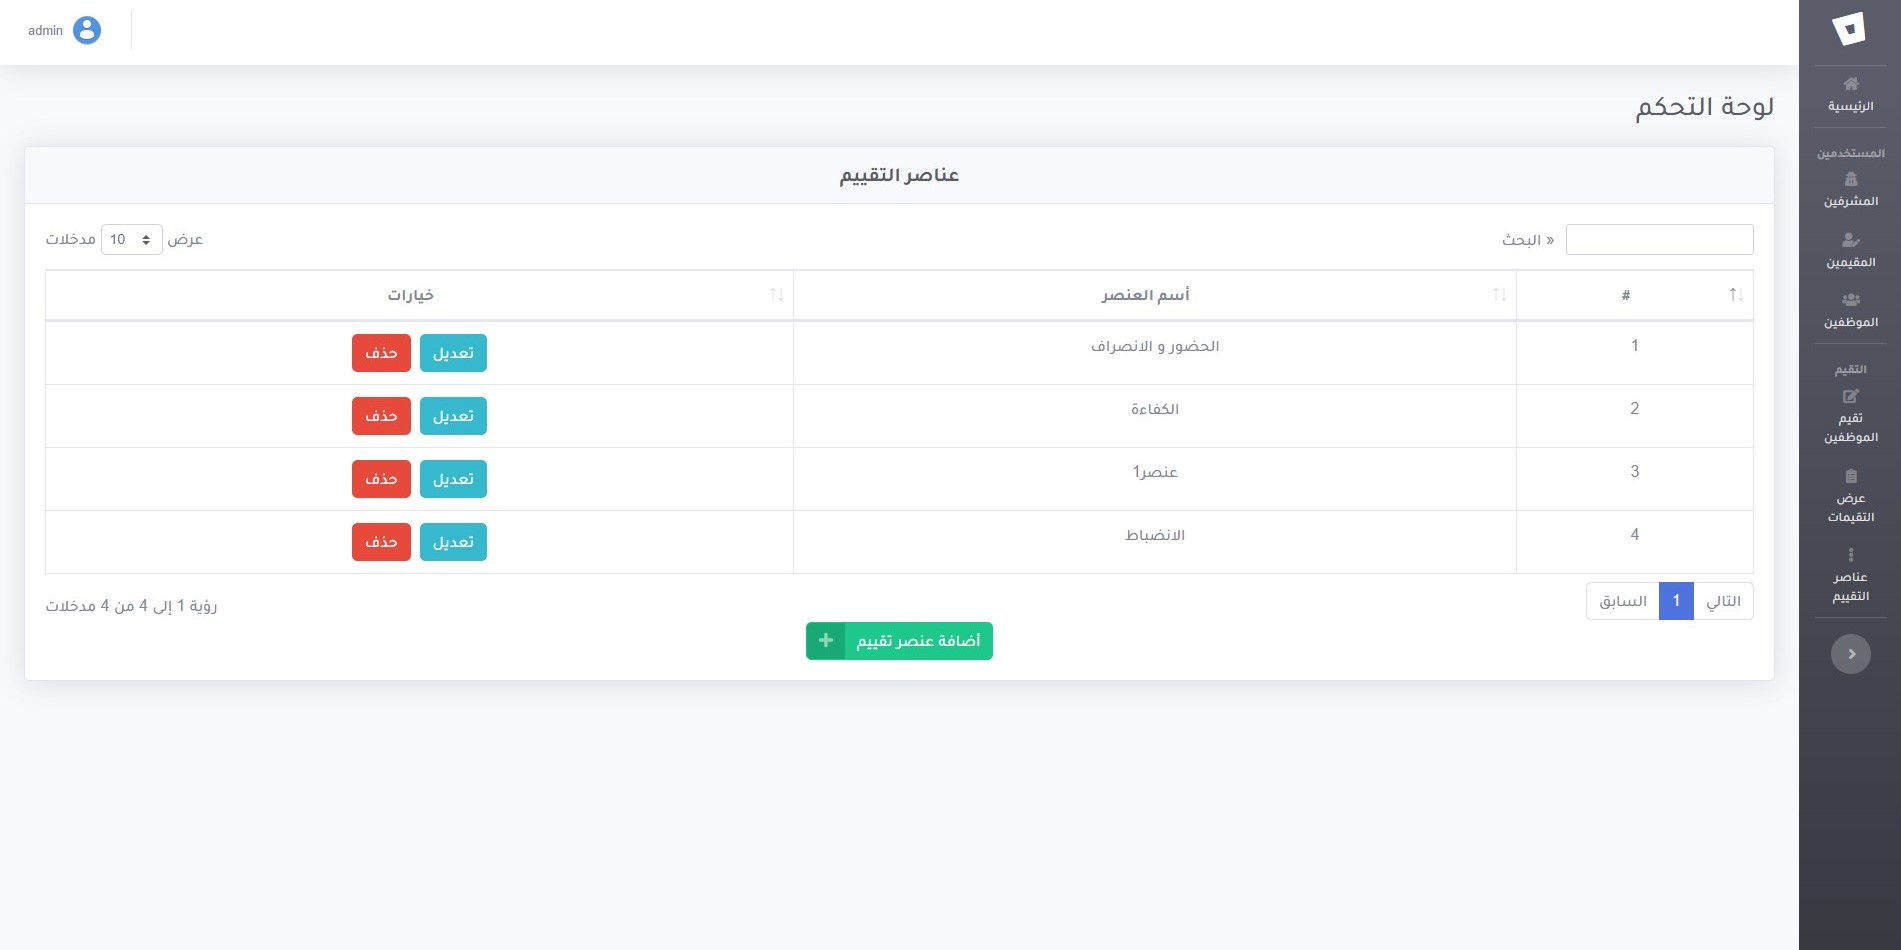 admin
الرئيسية
المستخدمين
المشرفين
المقيمين
الموظفين
التقيم
تقيم
الموظفين
عرض
التقيمات
عناصر
التقييم
لوحة التحكم
عناصر التقييم
البحث »
عرض 10 مدخلات
# أسم العنصر خيارات
1 الحضور و الانصراف تعديل حذف
2 الكفاءة تعديل حذف
3 عنصر1 تعديل حذف
4 الانضباط تعديل حذف
التالي 1 السابق
رؤية 1 إلى 4 من 4 مدخلات
أضافة عنصر تقييم +